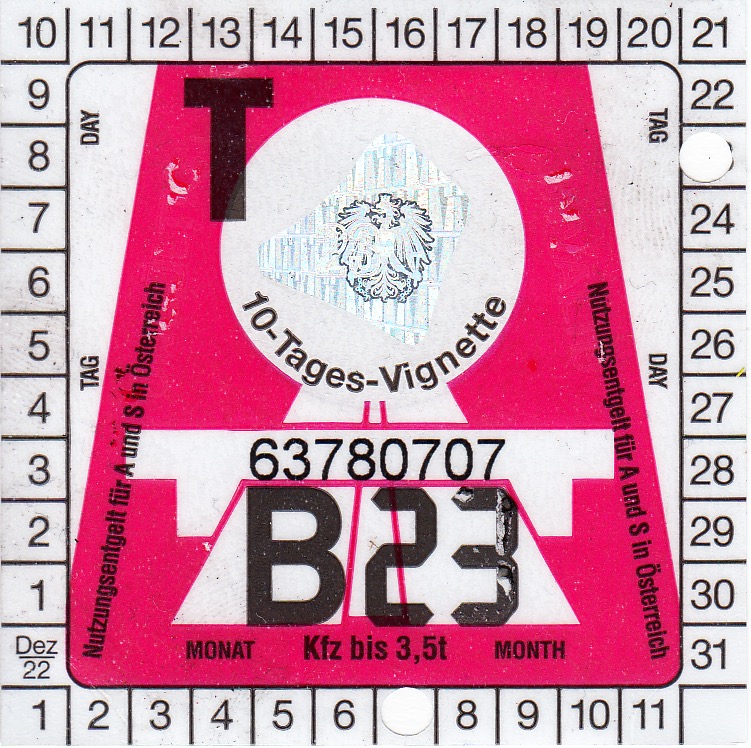 10 11 12 13 14 15 16 17 18 19 20 21
9 22
8
7 24
6 25
5 26
4 27
3 28
2 29
1 30
Dez 22 31
1 2 3 4 5 6 8 9 10 11
DAY
TAG
T
TAG
DAY
10-Tages-Vignette
Nutzungsentgelt für A und S in Österreich
Nutzungsentgelt für A und S in Österreich
63780707
B 23
MONAT Kfz bis 3,5t MONTH